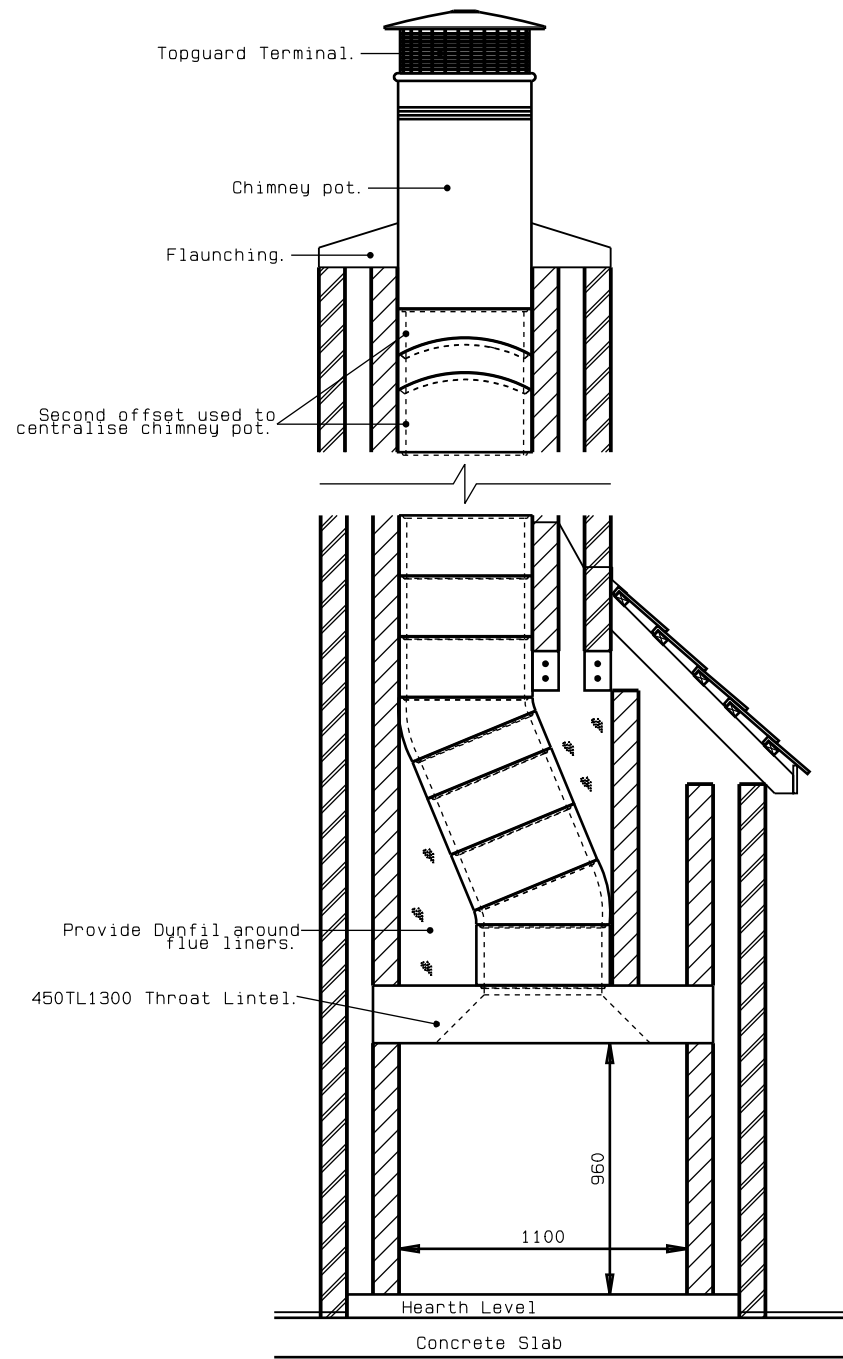 Topguard Terminal.
Chimney pot.
Flaunching.
Second offset used to
centralise chimney pot.
Provide Dynfil around
flue liners.
450TL1300 Throat Lintel.
960
1100
Hearth Level
Concrete Slab